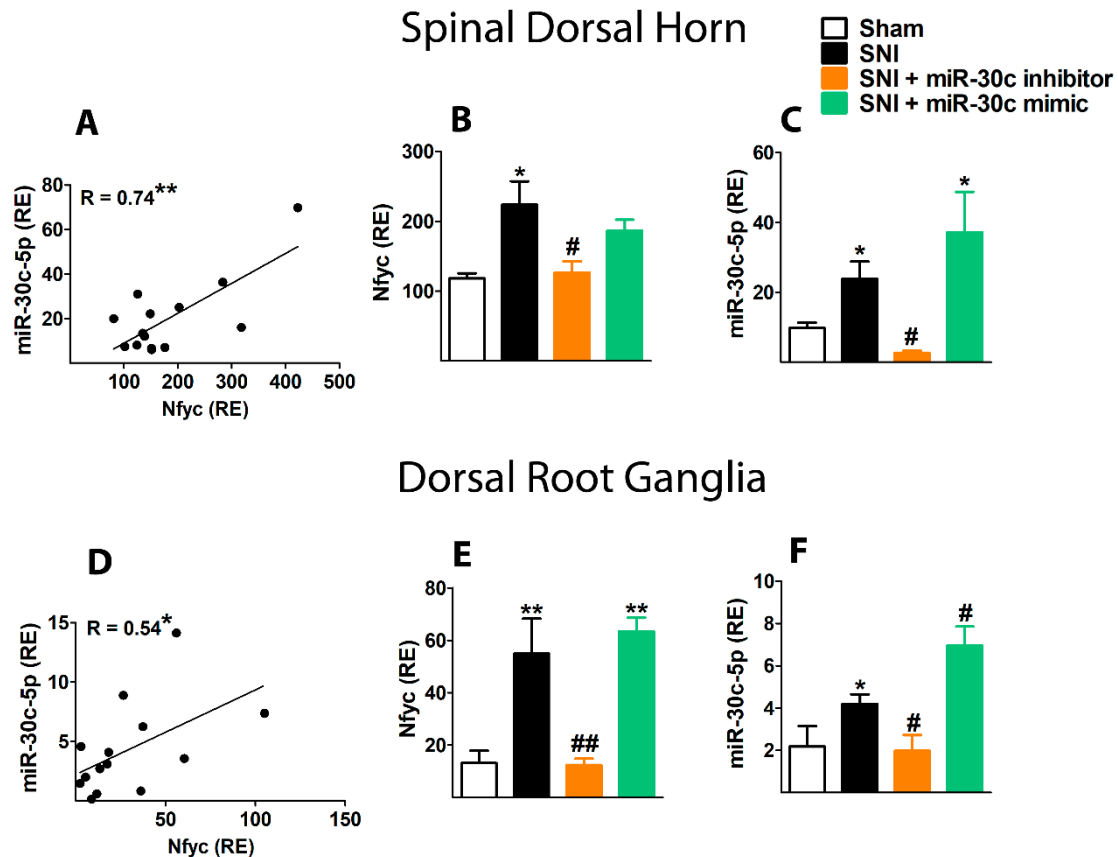 Spinal Dorsal Horn
Sham
SNI
SNI + miR-30c inhibitor
SNI + miR-30c mimic
A
R = 0.74**
miR-30c-5p (RE)
80
60
40
20
100 200 300 400 500
Nfyc (RE)
B
Nfyc (RE)
300
200
100
*
#
C
miR-30c-5p (RE)
60
40
20
*
#
*
Dorsal Root Ganglia
D
R = 0.54*
miR-30c-5p (RE)
15
10
5
50 100 150
Nfyc (RE)
E
Nfyc (RE)
80
60
40
20
**
##
**
F
miR-30c-5p (RE)
10
8
6
4
2
*
#
#